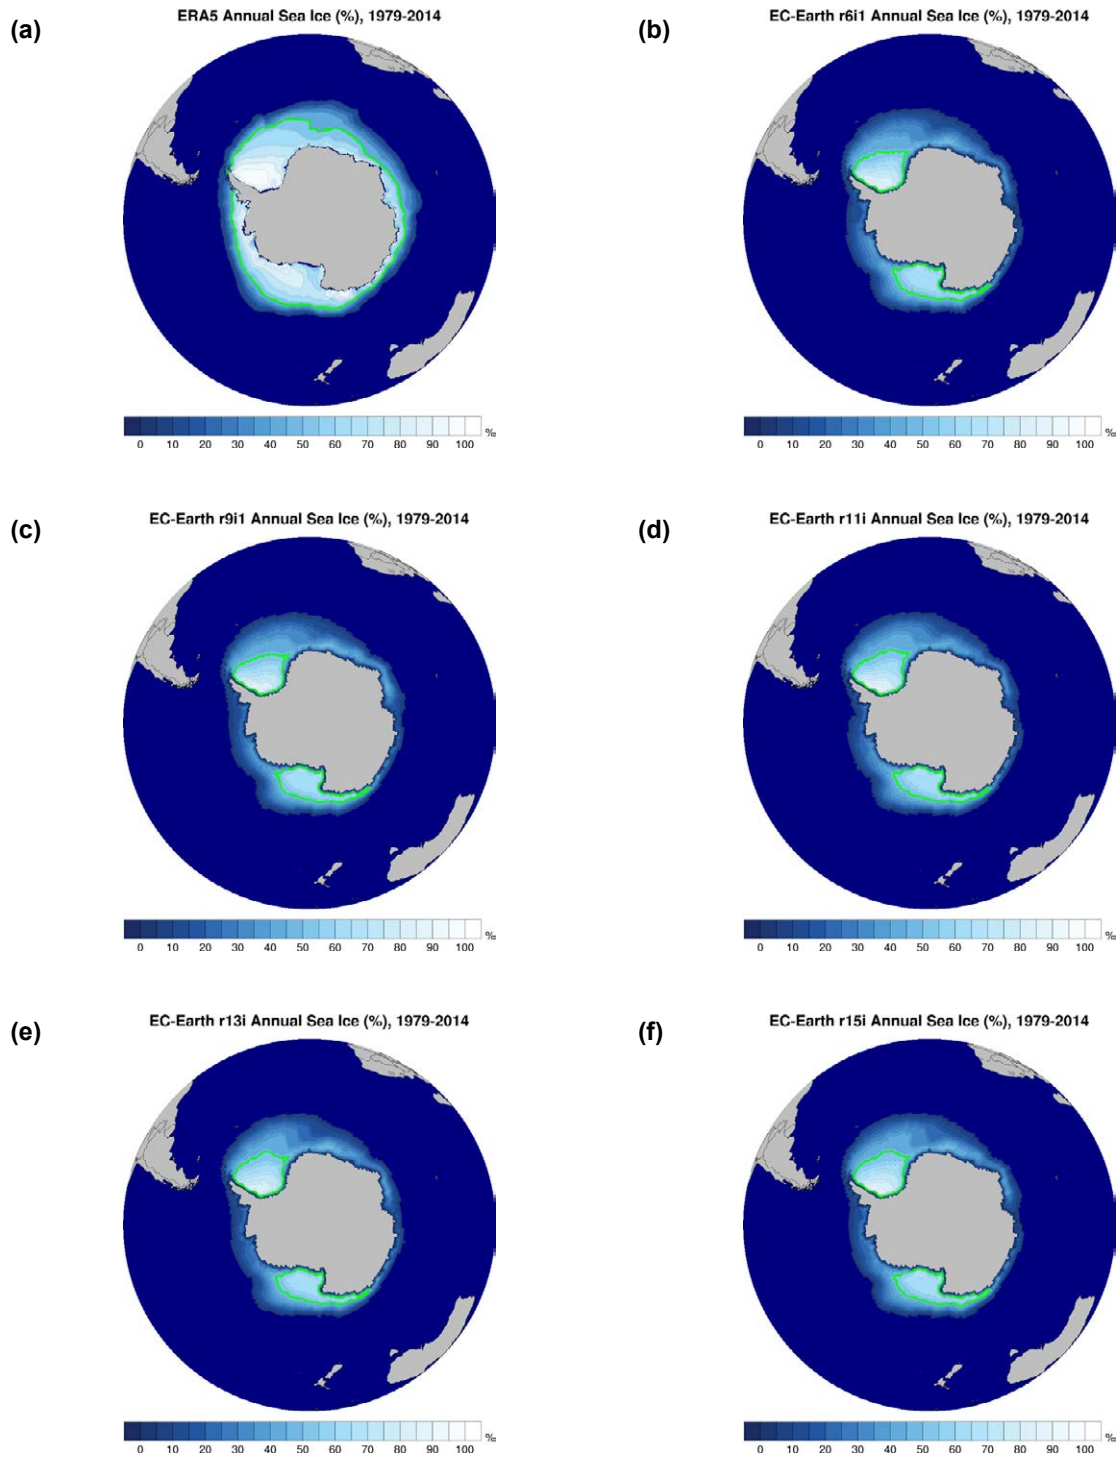 (a)
ERA5 Annual Sea Ice (%), 1979-2014
0 10 20 30 40 50 60 70 80 90 100 %
(b)
EC-Earth r6i1 Annual Sea Ice (%), 1979-2014
0 10 20 30 40 50 60 70 80 90 100 %
(c)
EC-Earth r9i1 Annual Sea Ice (%), 1979-2014
0 10 20 30 40 50 60 70 80 90 100 %
(d)
EC-Earth r11i Annual Sea Ice (%), 1979-2014
0 10 20 30 40 50 60 70 80 90 100 %
(e)
EC-Earth r13i Annual Sea Ice (%), 1979-2014
0 10 20 30 40 50 60 70 80 90 100 %
(f)
EC-Earth r15i Annual Sea Ice (%), 1979-2014
0 10 20 30 40 50 60 70 80 90 100 %